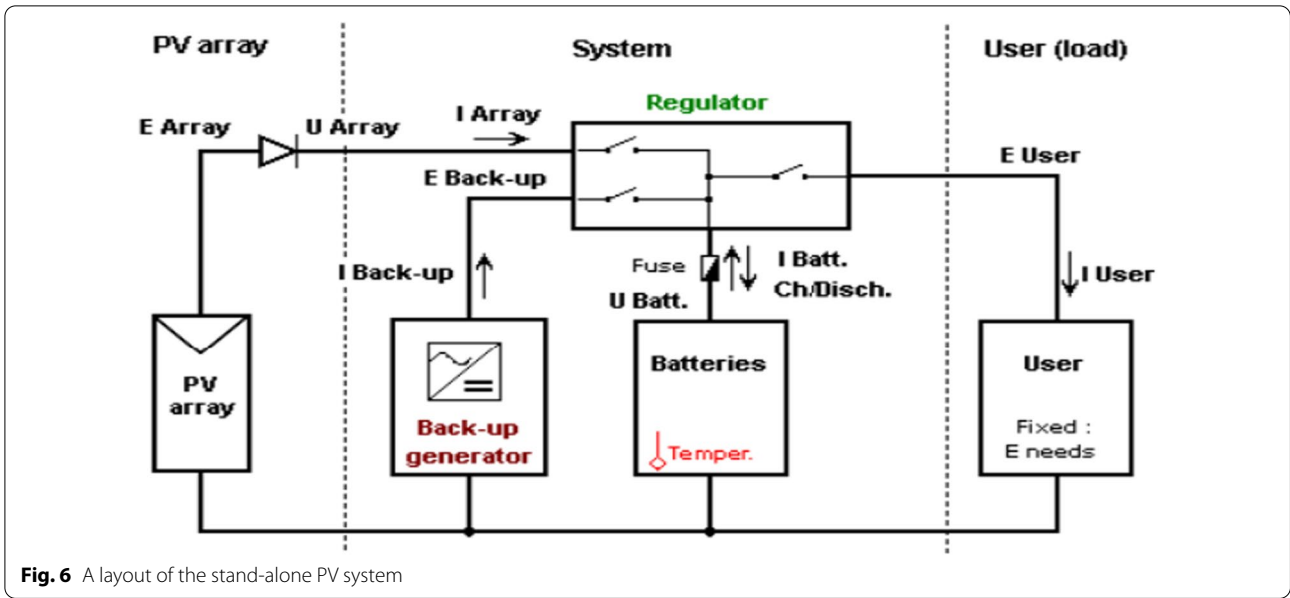 PV array
System
User (load)
Regulator
E Array
U Array
I Array
E Back-up
E User
I Back-up
Fuse
U Batt.
I Batt.
Ch/Disch.
I User
PV
array
Back-up
generator
Batteries
Temper.
User
Fixed :
E needs
Fig. 6 A layout of the stand-alone PV system